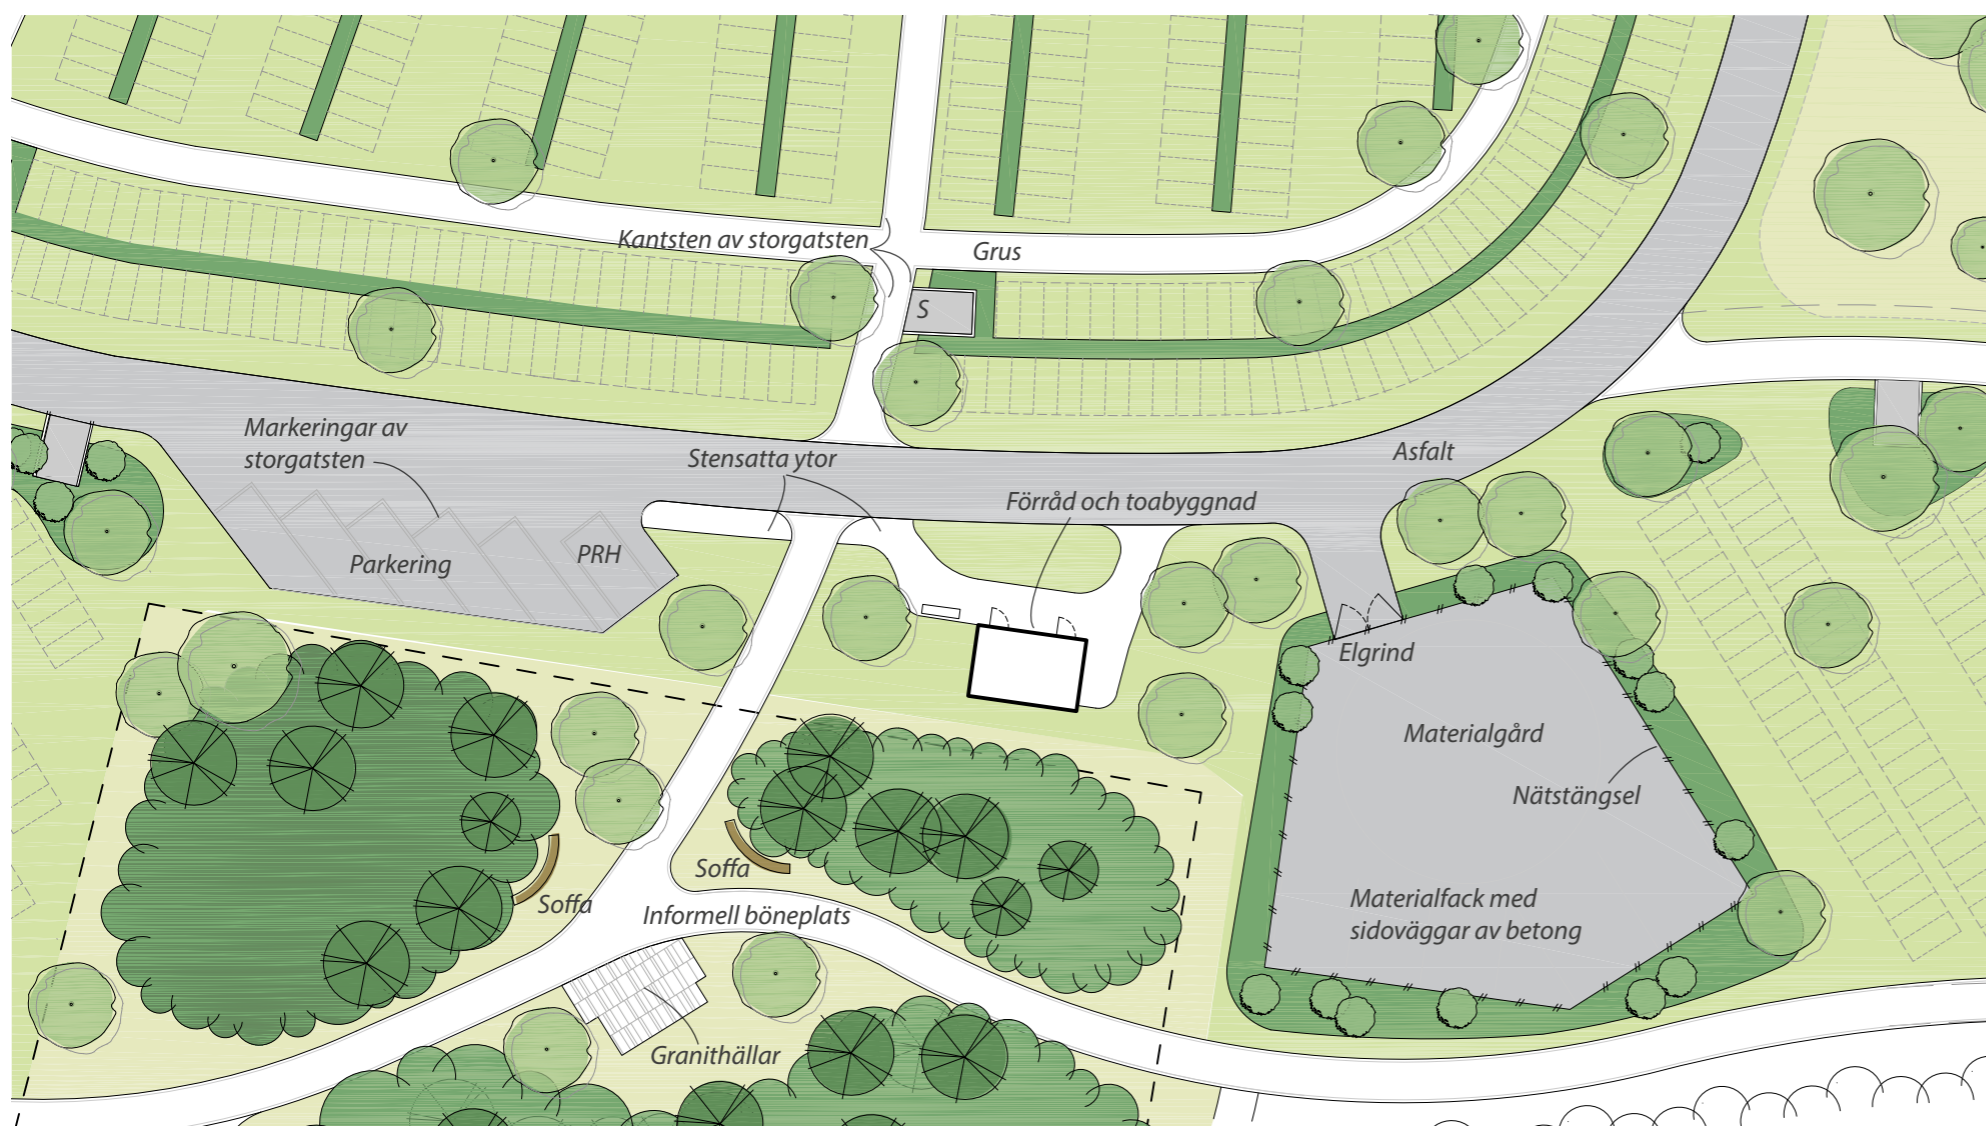 Kantsten av storgatsten
Grus
S
Markeringar av
storgatsten
Stensatta ytor
Asfalt
Förråd och toabyggnad
PRH
Parkering
Elgrind
Materialgård
Nätstängsel
Soffa
Soffa
Informell böneplats
Materialfack med
sidoväggar av betong
Granithällar